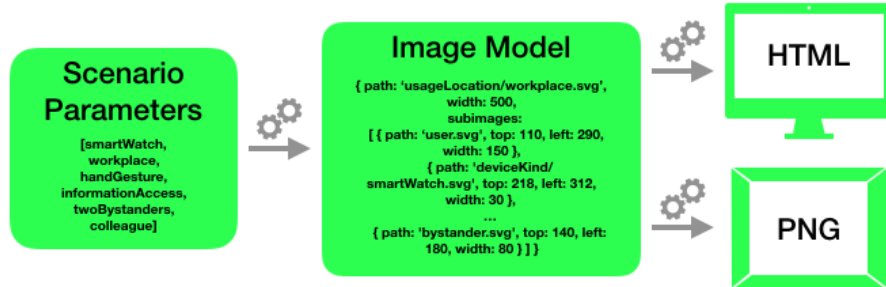 Scenario
Parameters
[smartWatch,
workplace,
handGesture,
informationAccess,
twoBystanders,
colleague]
Image Model
{ path: ‘usageLocation/workplace.svg’,
width: 500,
subimages:
[ { path: ‘user.svg’, top: 110, left: 290,
width: 150 },
{ path: ‘deviceKind/
smartWatch.svg’, top: 218, left: 312,
width: 30 },
…
{ path: ‘bystander.svg’, top: 140, left:
180, width: 80 } ] }
HTML
PNG